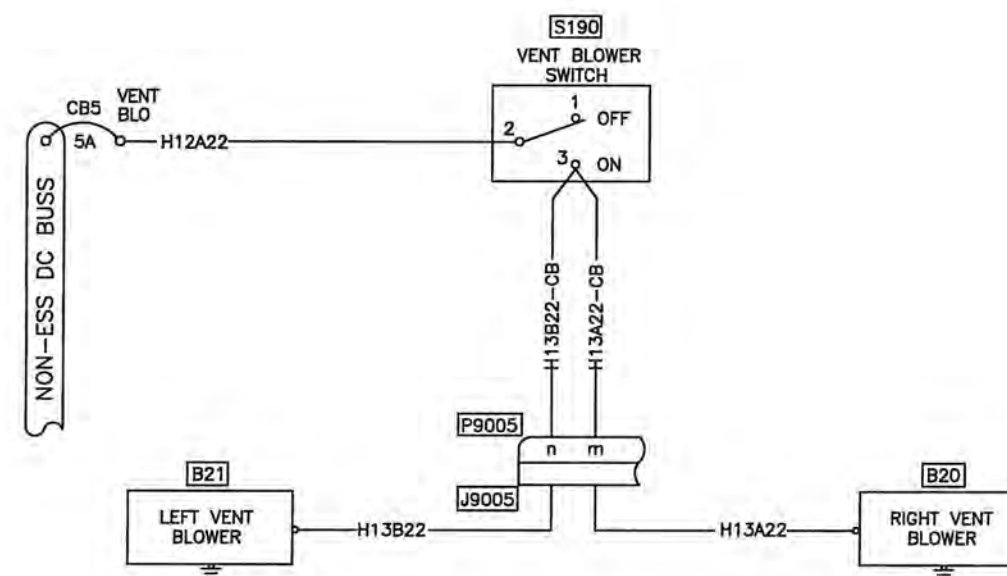 S190
VENT BLOWER
SWITCH
CB5
VENT
BLO
5A
H12A22
1
OFF
2
3
ON
NON-ESS DC BUSS
H13B22-CB
H13A22-CB
P9005
n
m
J9005
B21
LEFT VENT
BLOWER
H13B22
H13A22
B20
RIGHT VENT
BLOWER